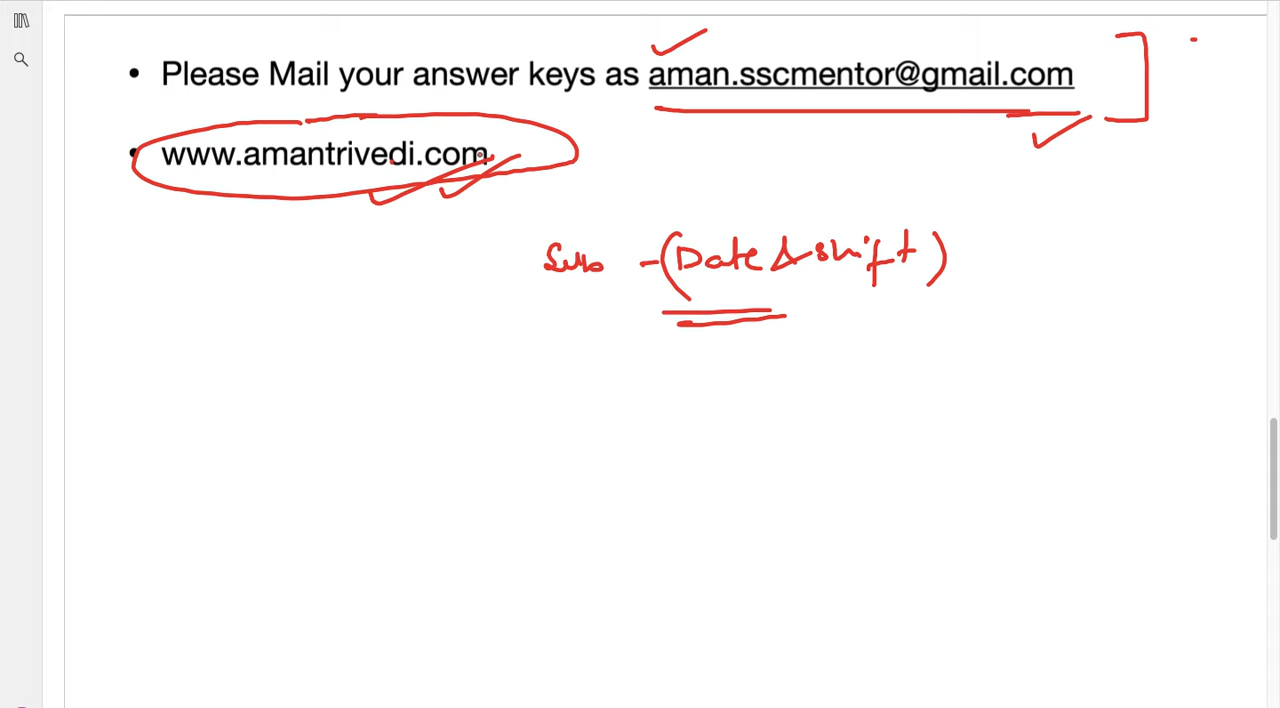 • Please Mail your answer keys as aman.sscmentor@gmail.com
• www.amantrivedi.com
Sub - (Date & shift)